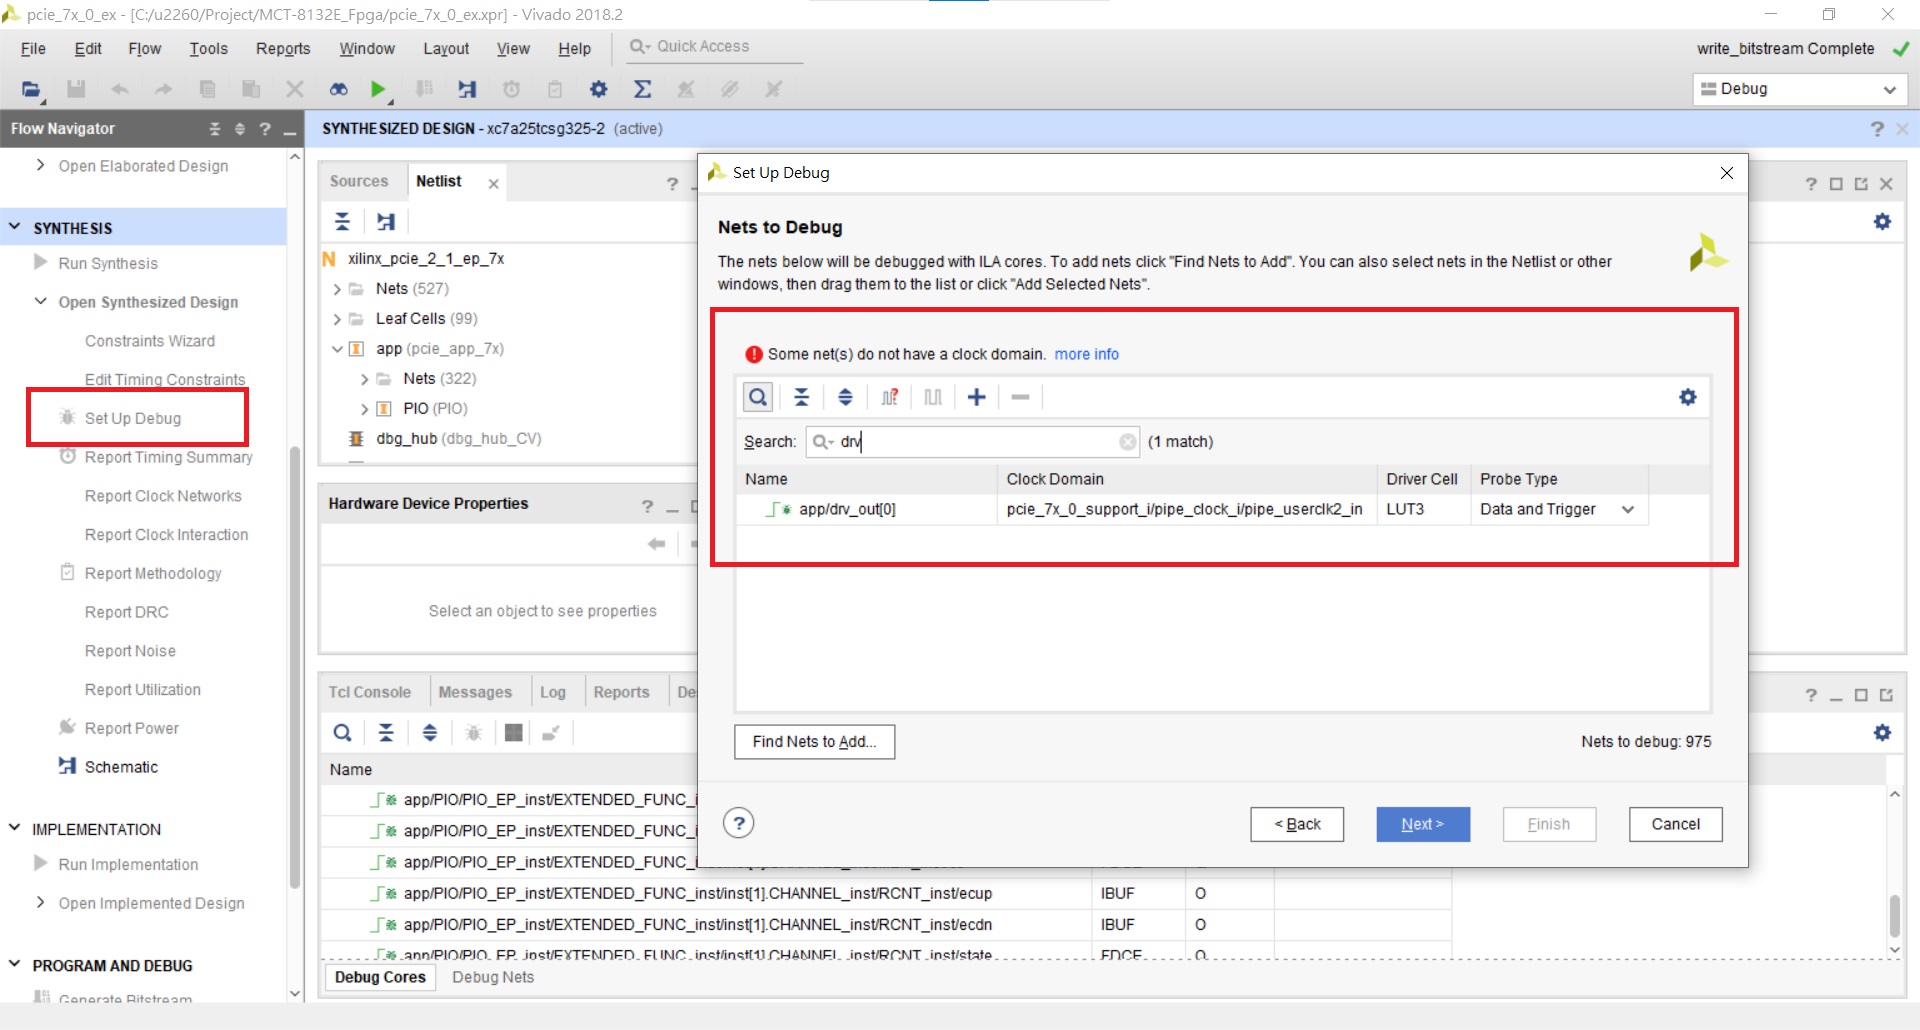 pcie_7x_0_ex - [C:/u2260/Project/MCT-8132E_Fpga/pcie_7x_0_ex.xpr] - Vivado 2018.2
File Edit Flow Tools Reports Window Layout View Help Quick Access
write_bitstream Complete
Debug
Flow Navigator
Open Elaborated Design
SYNTHESIS
Run Synthesis
Open Synthesized Design
Constraints Wizard
Edit Timing Constraints
Set Up Debug
Report Timing Summary
Report Clock Networks
Report Clock Interaction
Report Methodology
Report DRC
Report Noise
Report Utilization
Report Power
Schematic
IMPLEMENTATION
Run Implementation
Open Implemented Design
PROGRAM AND DEBUG
Generate Bitstream
SYNTHESIZED DESIGN - xc7a25tcsg325-2 (active)
Sources Netlist
N xilinx_pcie_2_1_ep_7x
Nets (527)
Leaf Cells (99)
app (pcie_app_7x)
Nets (322)
PIO (PIO)
dbg_hub (dbg_hub_CV)
Hardware Device Properties
Select an object to see properties
Tcl Console Messages Log Reports De
Name
app/PIO/PIO_EP_inst/EXTENDED_FUNC_i
app/PIO/PIO_EP_inst/EXTENDED_FUNC_i
app/PIO/PIO_EP_inst/EXTENDED_FUNC_i
app/PIO/PIO_EP_inst/EXTENDED_FUNC_inst/inst[1].CHANNEL_inst/RCNT_inst/ecup IBUF O
app/PIO/PIO_EP_inst/EXTENDED_FUNC_inst/inst[1].CHANNEL_inst/RCNT_inst/ecdn IBUF O
app/PIO/PIO_EP_inst/EXTENDED_FUNC_inst/inst[1].CHANNEL_inst/RCNT_inst/state FDCE Q
Debug Cores Debug Nets
Set Up Debug
Nets to Debug
The nets below will be debugged with ILA cores. To add nets click "Find Nets to Add". You can also select nets in the Netlist or other
windows, then drag them to the list or click "Add Selected Nets".
Some net(s) do not have a clock domain. more info
Search: drv (1 match)
Name Clock Domain Driver Cell Probe Type
app/drv_out[0] pcie_7x_0_support_i/pipe_clock_i/pipe_userclk2_in LUT3 Data and Trigger
Find Nets to Add...
Nets to debug: 975
< Back Next > Finish Cancel